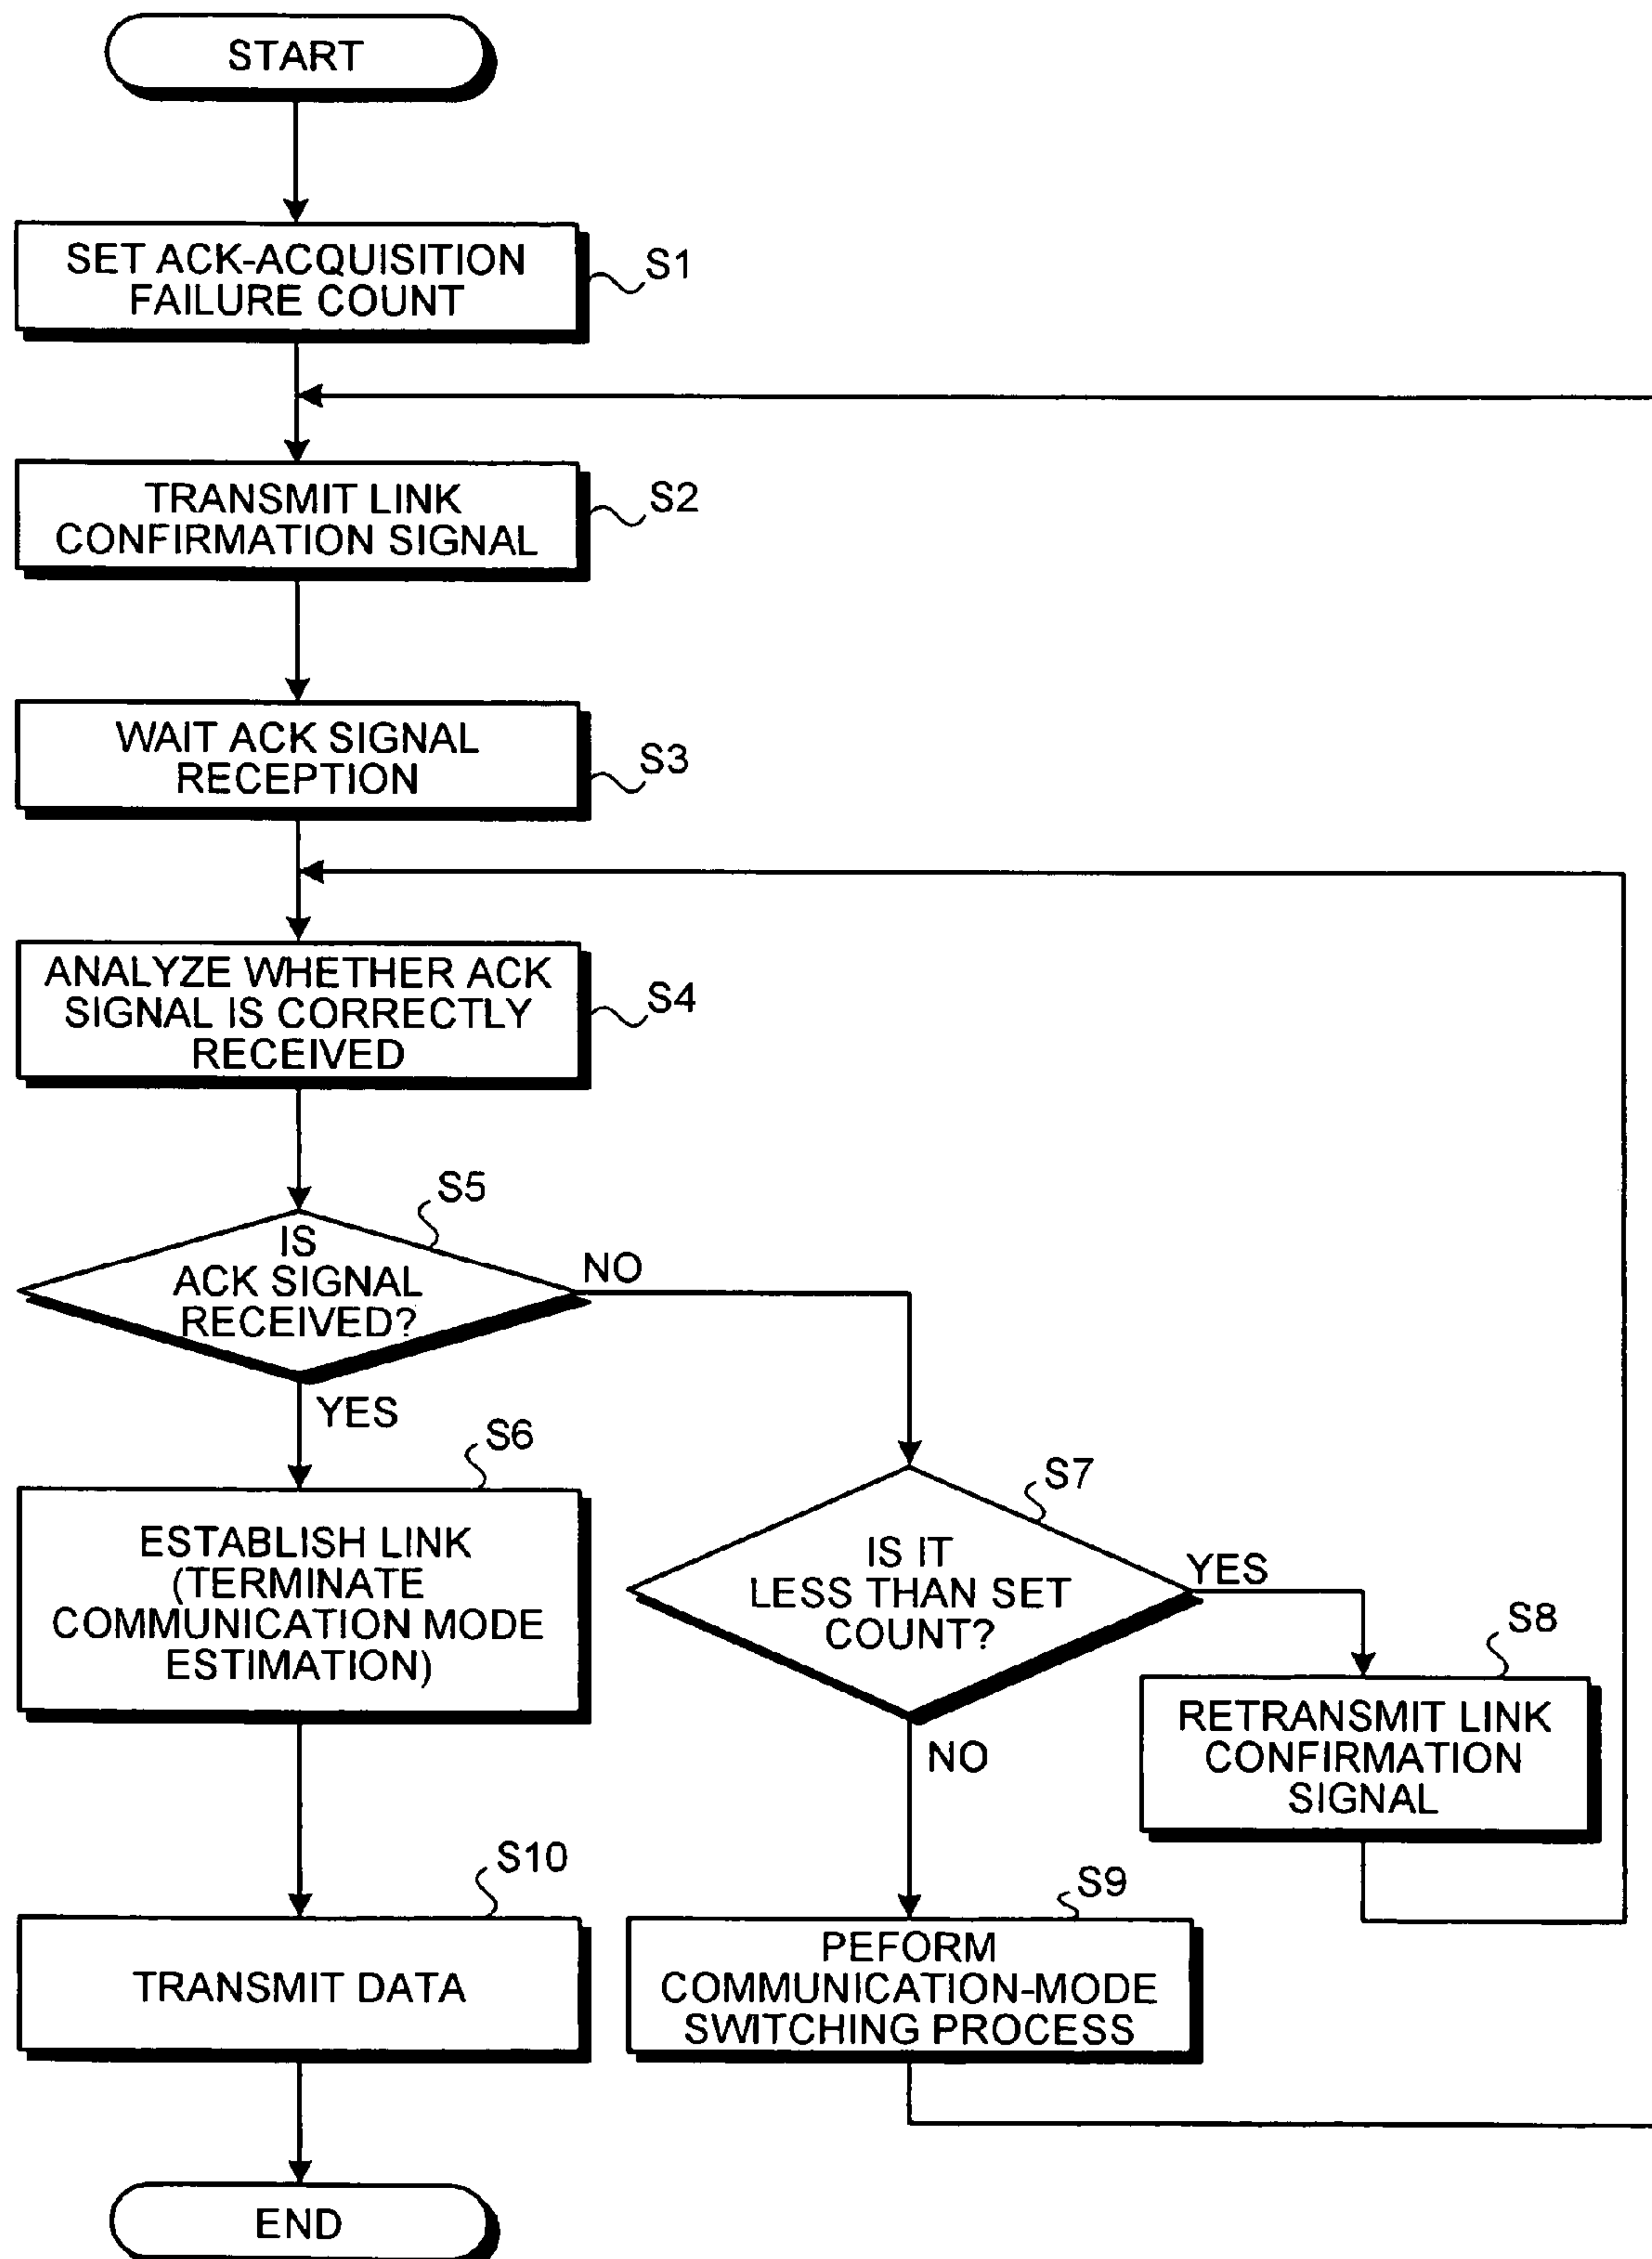 START
SET ACK-ACQUISITION
FAILURE COUNT
S1
TRANSMIT LINK
CONFIRMATION SIGNAL
S2
WAIT ACK SIGNAL
RECEPTION
S3
ANALYZE WHETHER ACK
SIGNAL IS CORRECTLY
RECEIVED
S4
S5
IS
ACK SIGNAL
RECEIVED?
NO
YES
S6
ESTABLISH LINK
(TERMINATE
COMMUNICATION MODE
ESTIMATION)
S7
IS IT
LESS THAN SET
COUNT?
YES
NO
S8
RETRANSMIT LINK
CONFIRMATION
SIGNAL
S10
TRANSMIT DATA
S9
PEFORM
COMMUNICATION-MODE
SWITCHING PROCESS
END